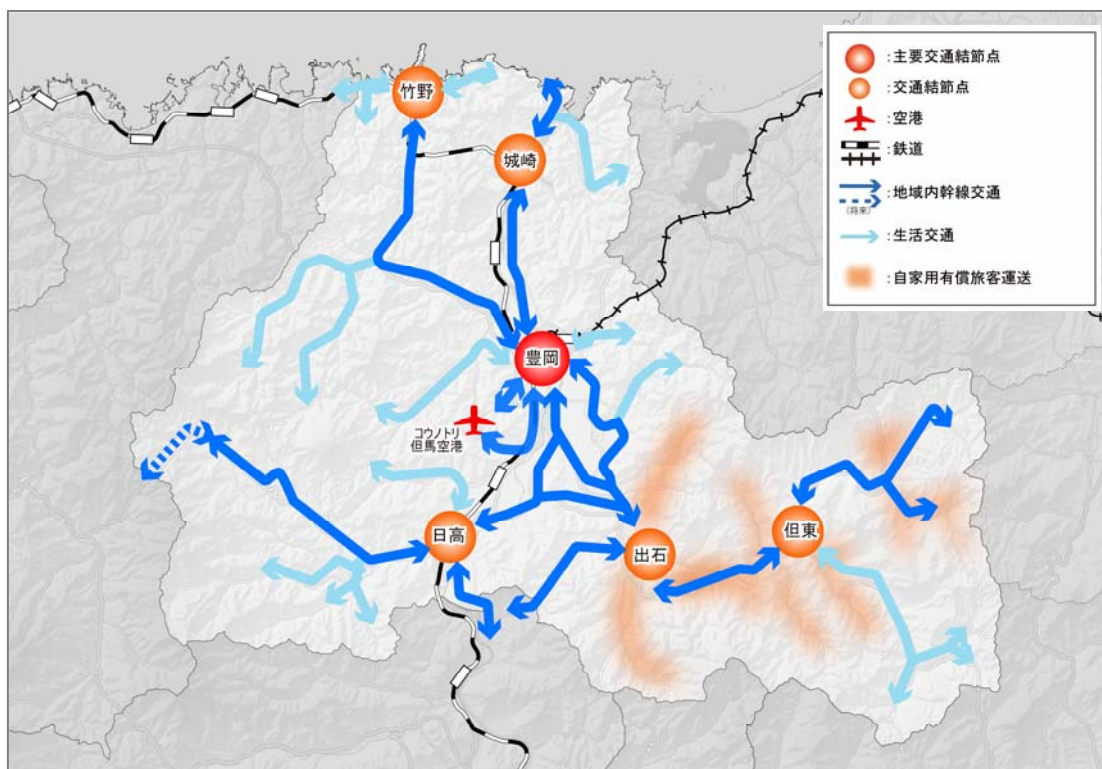 竹野
城崎
豊岡
コウノトリ
但馬空港
日高
出石
但東
：主要交通結節点
：交通結節点
：空港
：鉄道
：地域内幹線交通
(将来)
：生活交通
：自家用有償旅客運送